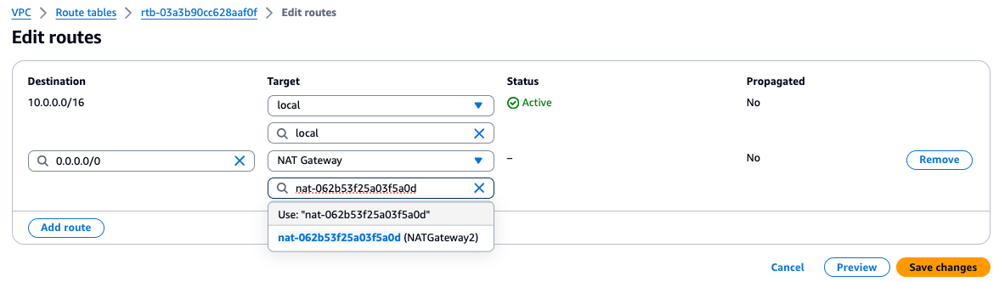 VPC > Route tables > rtb-03a3b90cc628aaf0f > Edit routes
Edit routes
Destination Target Status Propagated
10.0.0.0/16 local Active No
local
0.0.0.0/0 NAT Gateway – No Remove
nat-062b53f25a03f5a0d
Use: "nat-062b53f25a03f5a0d"
Add route nat-062b53f25a03f5a0d (NATGateway2)
Cancel Preview Save changes